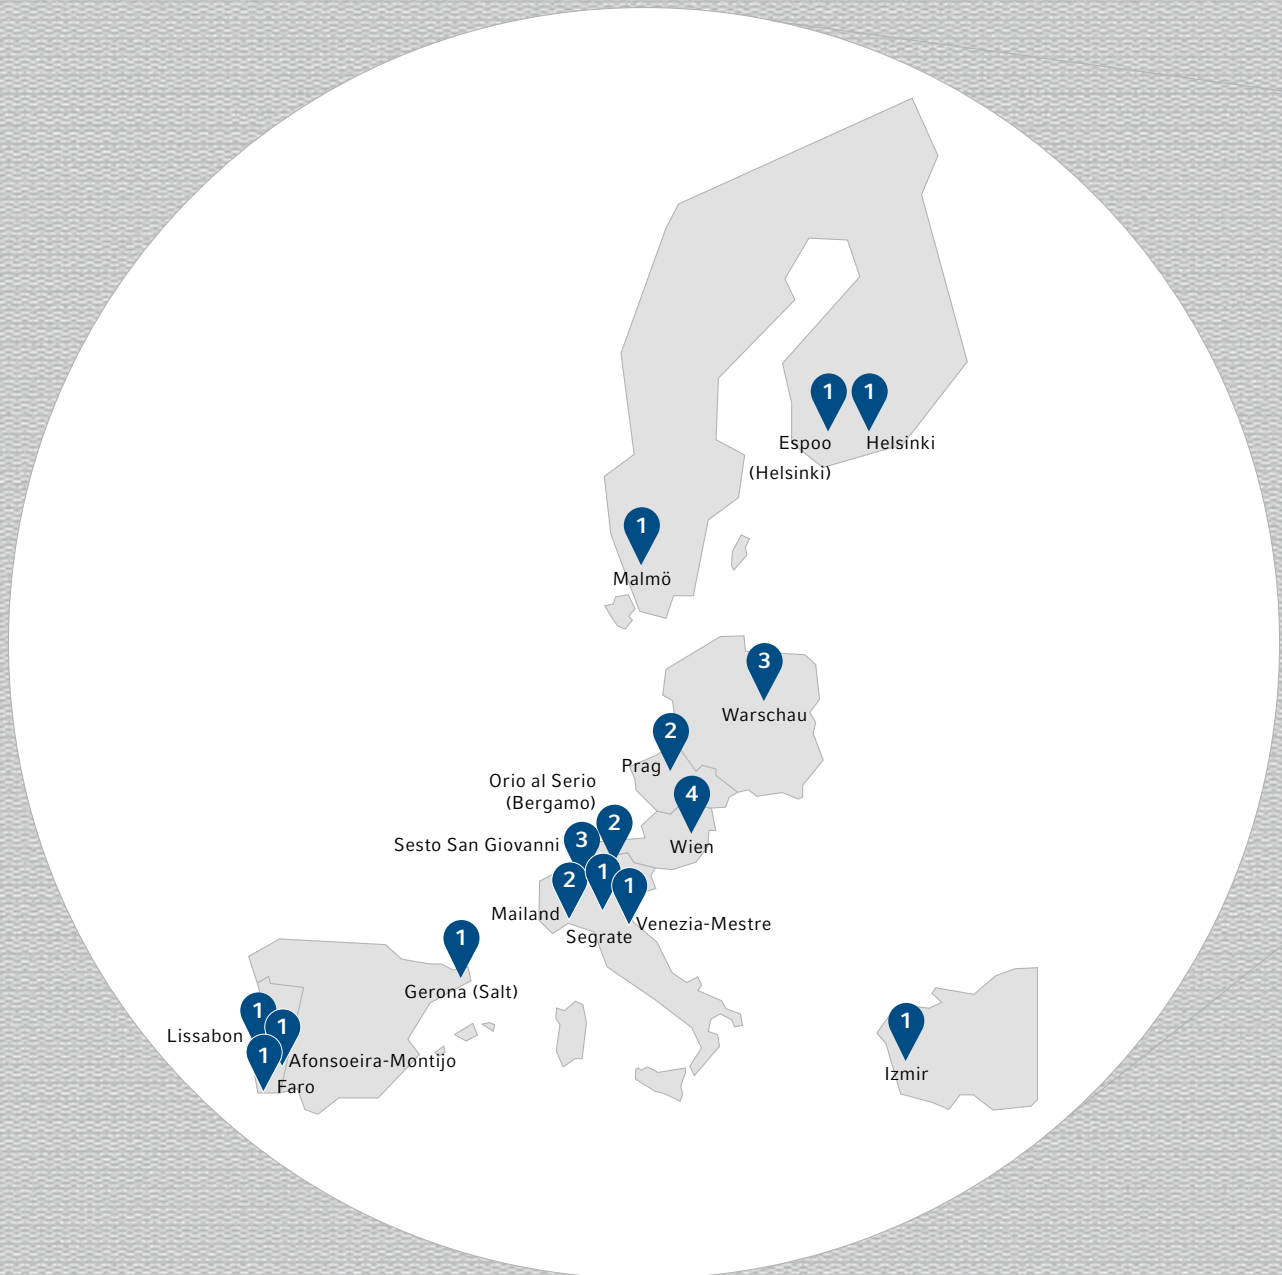 1
1
Espoo
Helsinki
(Helsinki)
1
Malmö
3
Warschau
2
Prag
Orio al Serio
(Bergamo)
4
2
Sesto San Giovanni
3
Wien
1
2
1
Mailand
Venezia-Mestre
Segrate
1
Gerona (Salt)
1
1
Lissabon
1
Afonsoeira-Montijo
Faro
1
Izmir